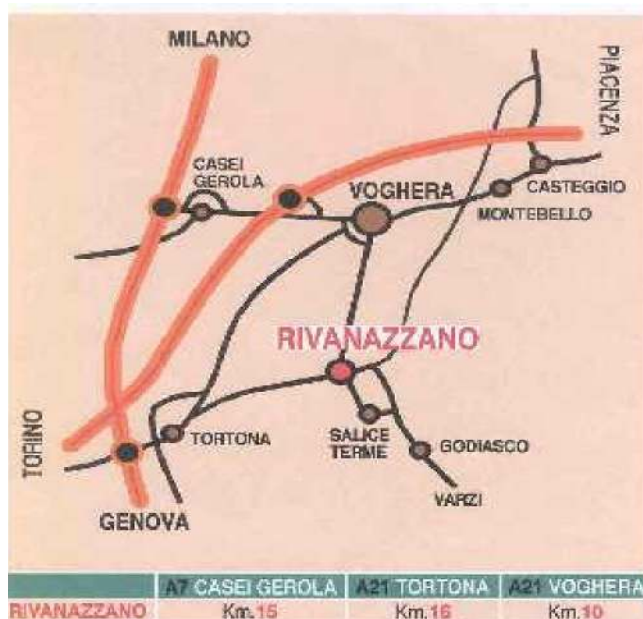 MILANO
PIACENZA
CASEI
GEROLA
VOGHERA
CASTEGGIO
MONTEBELLO
RIVANAZZANO
TORINO
TORTONA
SALICE
TERME
GODIASCO
VARZI
GENOVA
A7 CASEI GEROLA A21 TORTONA A21 VOGHERA
RIVANAZZANO Km.15 Km.16 Km.10